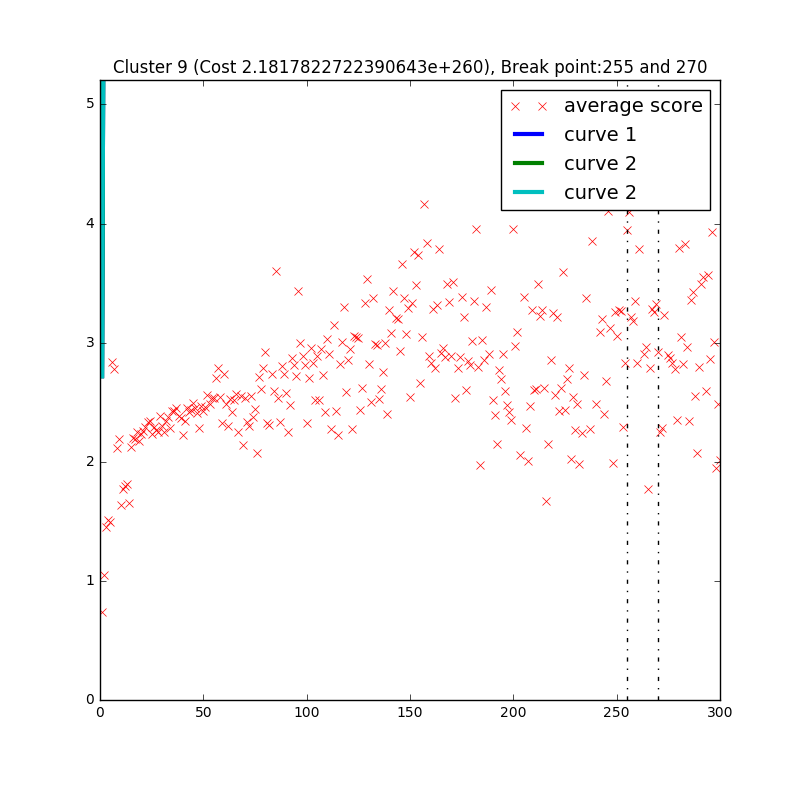 Cluster 9 (Cost 2.1817822722390643e+260), Break point:255 and 270
average score
curve 1
curve 2
curve 2
5
4
3
2
1
0
0 50 100 150 200 250 300